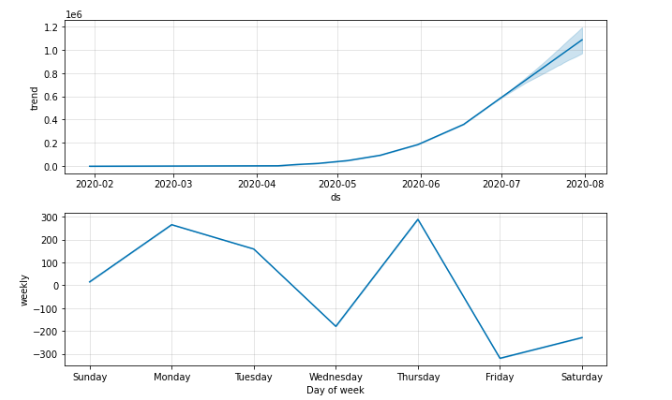 1e6
1.2
1.0
0.8
0.6
0.4
0.2
0.0
trend
2020-02 2020-03 2020-04 2020-05 2020-06 2020-07 2020-08
ds
300
200
100
0
−100
−200
−300
weekly
Sunday Monday Tuesday Wednesday Thursday Friday Saturday
Day of week